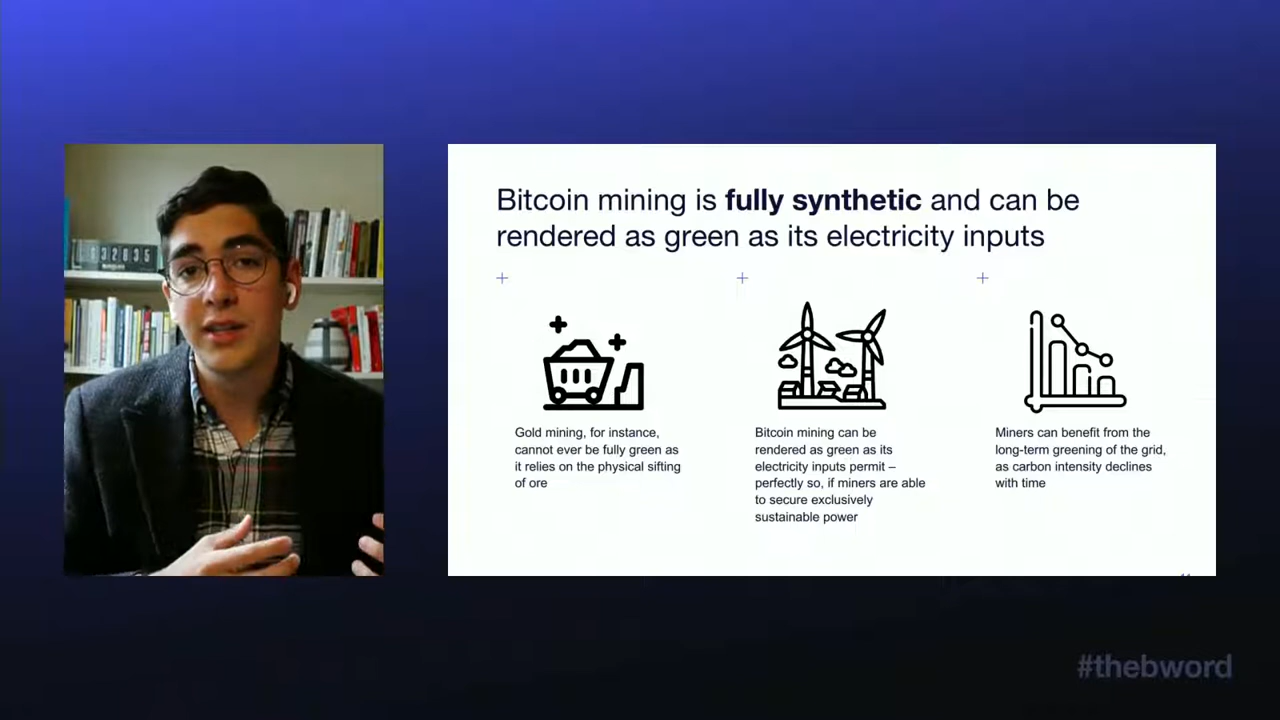 Bitcoin mining is fully synthetic and can be
rendered as green as its electricity inputs
Gold mining, for instance,
cannot ever be fully green as
it relies on the physical sifting
of ore
Bitcoin mining can be
rendered as green as its
electricity inputs permit –
perfectly so, if miners are able
to secure exclusively
sustainable power
Miners can benefit from the
long-term greening of the grid,
as carbon intensity declines
with time
#thebword